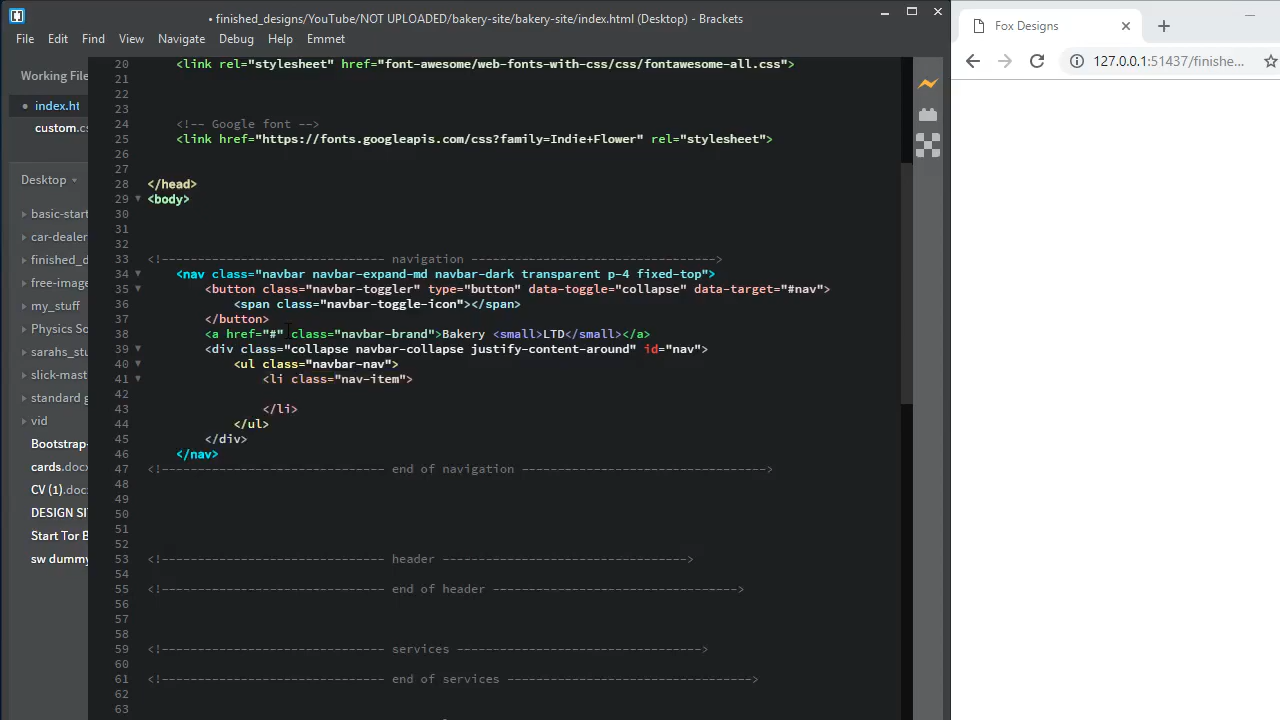 • finished_designs/YouTube/NOT UPLOADED/bakery-site/bakery-site/index.html (Desktop) - Brackets
File Edit Find View Navigate Debug Help Emmet
Working File
• index.ht
custom.cs
Desktop
basic-start
car-dealer
finished_d
free-image
my_stuff
Physics So
sarahs_stu
slick-mast
standard g
vid
Bootstrap-
cards.docx
CV (1).docx
DESIGN SIT
Start Tor B
sw dummy
20 <link rel="stylesheet" href="font-awesome/web-fonts-with-css/css/fontawesome-all.css">
21
22
23
24 <!-- Google font -->
25 <link href="https://fonts.googleapis.com/css?family=Indie+Flower" rel="stylesheet">
26
27
28 </head>
29 <body>
30
31
32
33 <!------------------------------- navigation ----------------------------------->
34 <nav class="navbar navbar-expand-md navbar-dark transparent p-4 fixed-top">
35 <button class="navbar-toggler" type="button" data-toggle="collapse" data-target="#nav">
36 <span class="navbar-toggle-icon"></span>
37 </button>
38 <a href="#" class="navbar-brand">Bakery <small>LTD</small></a>
39 <div class="collapse navbar-collapse justify-content-around" id="nav">
40 <ul class="navbar-nav">
41 <li class="nav-item">
42
43 </li>
44 </ul>
45 </div>
46 </nav>
47 <!------------------------------- end of navigation ---------------------------------->
48
49
50
51
52
53 <!------------------------------- header ---------------------------------->
54
55 <!------------------------------- end of header ---------------------------------->
56
57
58
59 <!------------------------------- services ---------------------------------->
60
61 <!------------------------------- end of services ---------------------------------->
62
63
Fox Designs
127.0.0.1:51437/finishe...